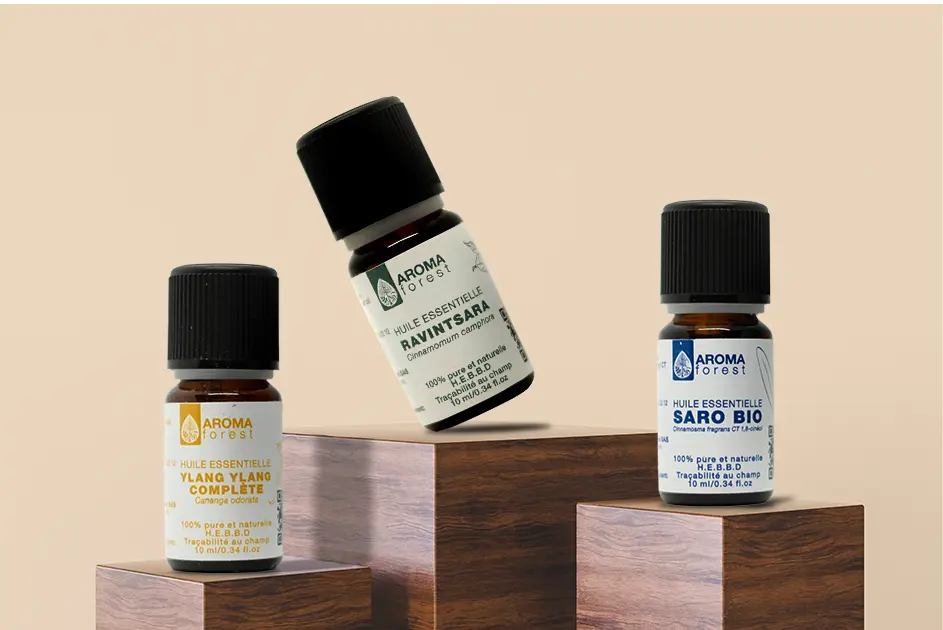 AROMA
forest
HUILE ESSENTIELLE
YLANG YLANG
COMPLÈTE
Cananga odorata
100% pure et naturelle
H.E.B.B.D
Traçabilité au champ
10 ml/0.34 fl.oz
AROMA
forest
HUILE ESSENTIELLE
RAVINTSARA
Cinnamomum camphora
100% pure et naturelle
H.E.B.B.D
Traçabilité au champ
10 ml/0.34 fl.oz
AROMA
forest
HUILE ESSENTIELLE
SARO BIO
Cinnamosma fragrans CT 1,8-cinéol
100% pure et naturelle
H.E.B.B.D
Traçabilité au champ
10 ml/0.34 fl.oz